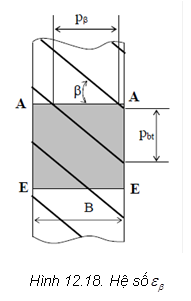 pβ
β
A A
pbt
E E
B
Hình 12.18. Hệ số εβ